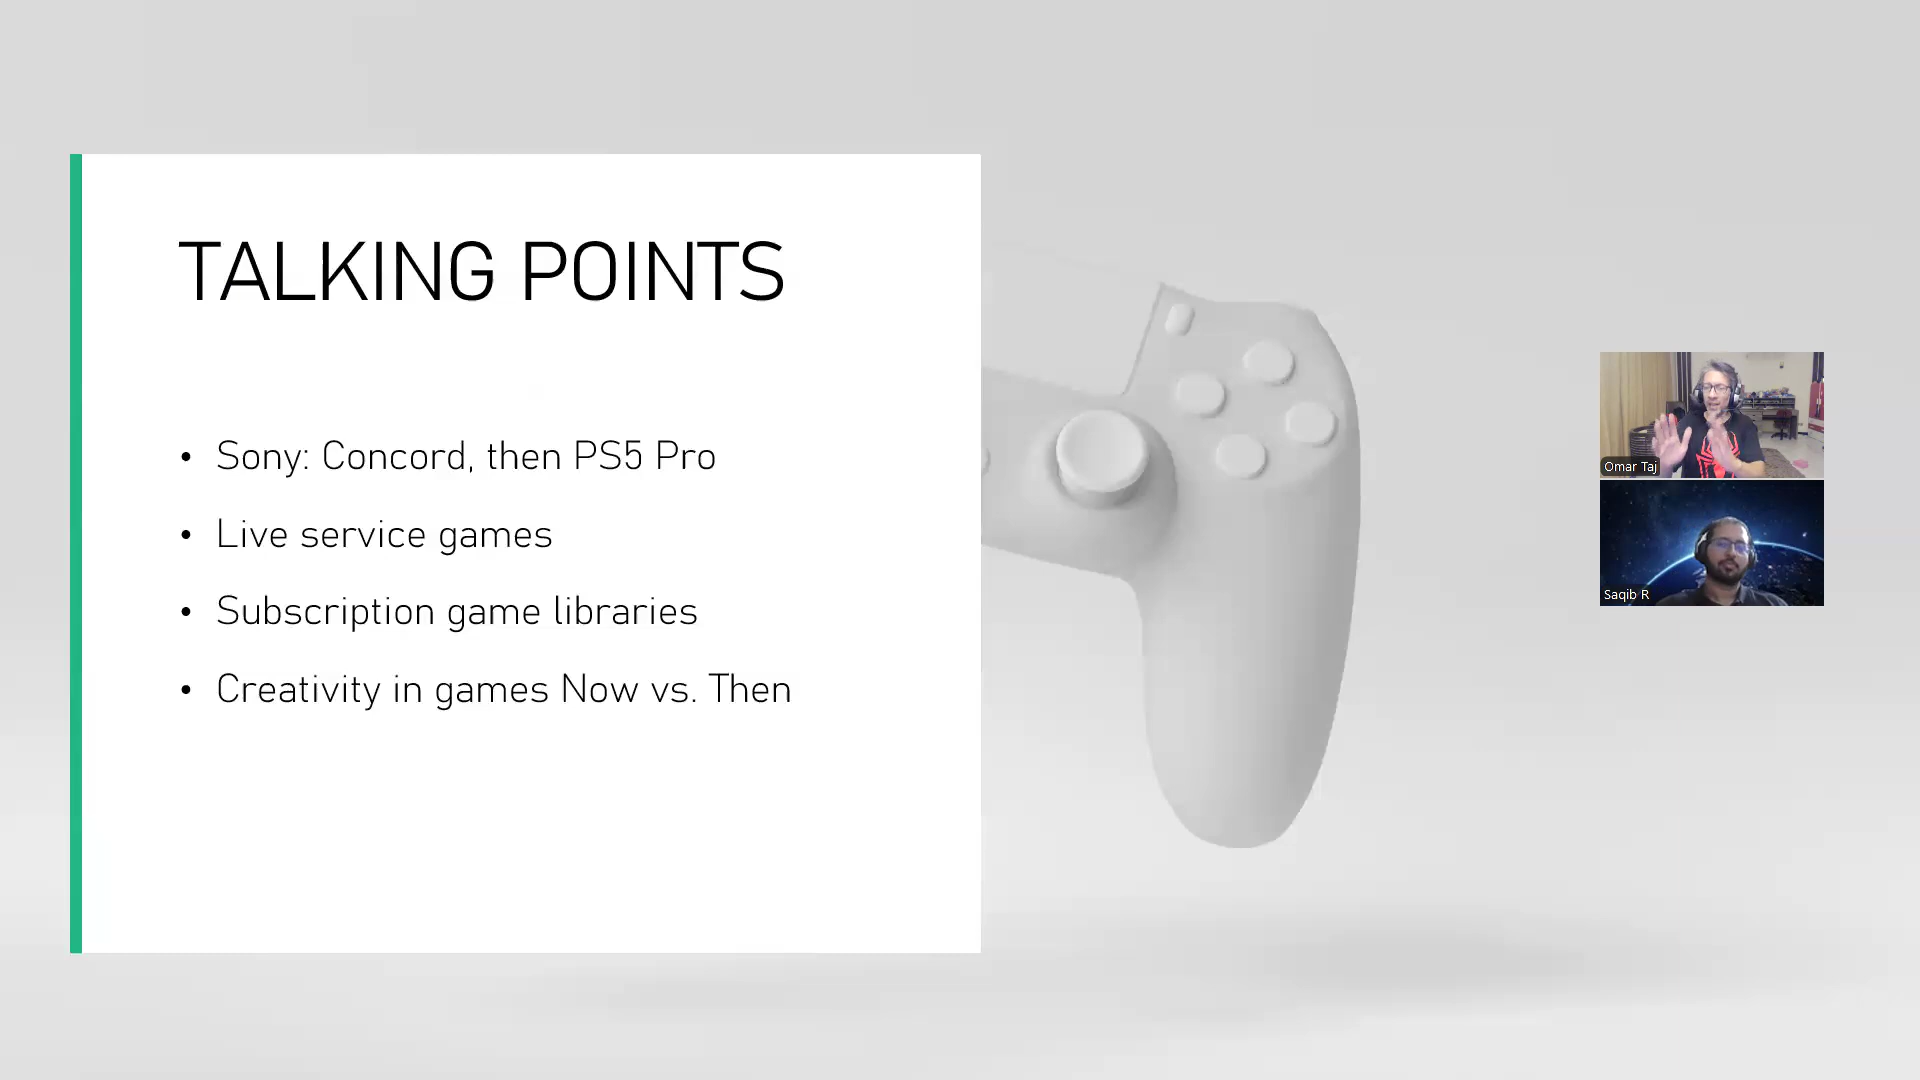 TALKING POINTS
• Sony: Concord, then PS5 Pro
• Live service games
• Subscription game libraries
• Creativity in games Now vs. Then
Omar Taj
Saqib R